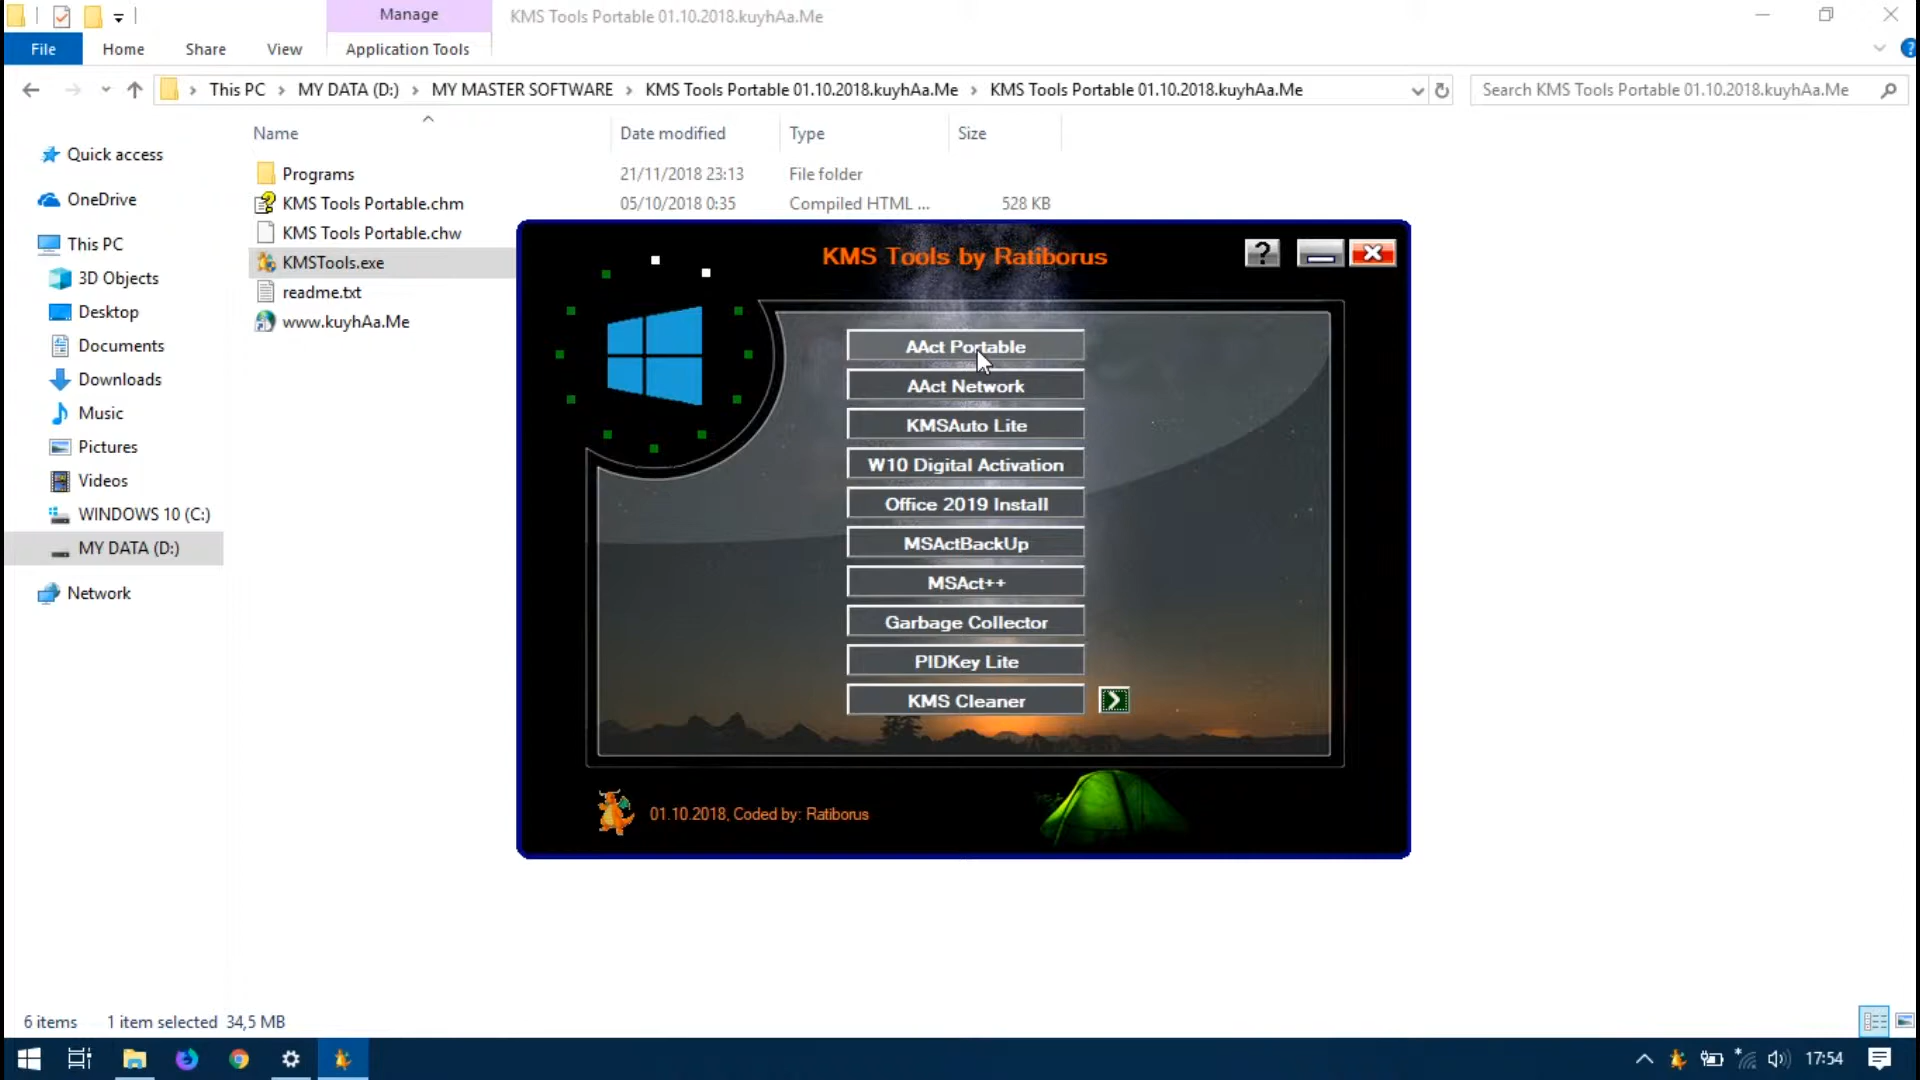 Manage
KMS Tools Portable 01.10.2018.kuyhAa.Me
File
Home
Share
View
Application Tools
This PC
MY DATA (D:)
MY MASTER SOFTWARE
KMS Tools Portable 01.10.2018.kuyhAa.Me
KMS Tools Portable 01.10.2018.kuyhAa.Me
Search KMS Tools Portable 01.10.2018.kuyhAa.Me
Name
Date modified
Type
Size
Quick access
OneDrive
This PC
3D Objects
Desktop
Documents
Downloads
Music
Pictures
Videos
WINDOWS 10 (C:)
MY DATA (D:)
Network
Programs 21/11/2018 23:13 File folder
KMS Tools Portable.chm 05/10/2018 0:35 Compiled HTML ... 528 KB
KMS Tools Portable.chw
KMSTools.exe
readme.txt
www.kuyhAa.Me
KMS Tools by Ratiborus
?
AAct Portable
AAct Network
KMSAuto Lite
W10 Digital Activation
Office 2019 Install
MSActBackUp
MSAct++
Garbage Collector
PIDKey Lite
KMS Cleaner
01.10.2018, Coded by: Ratiborus
6 items
1 item selected 34,5 MB
17:54